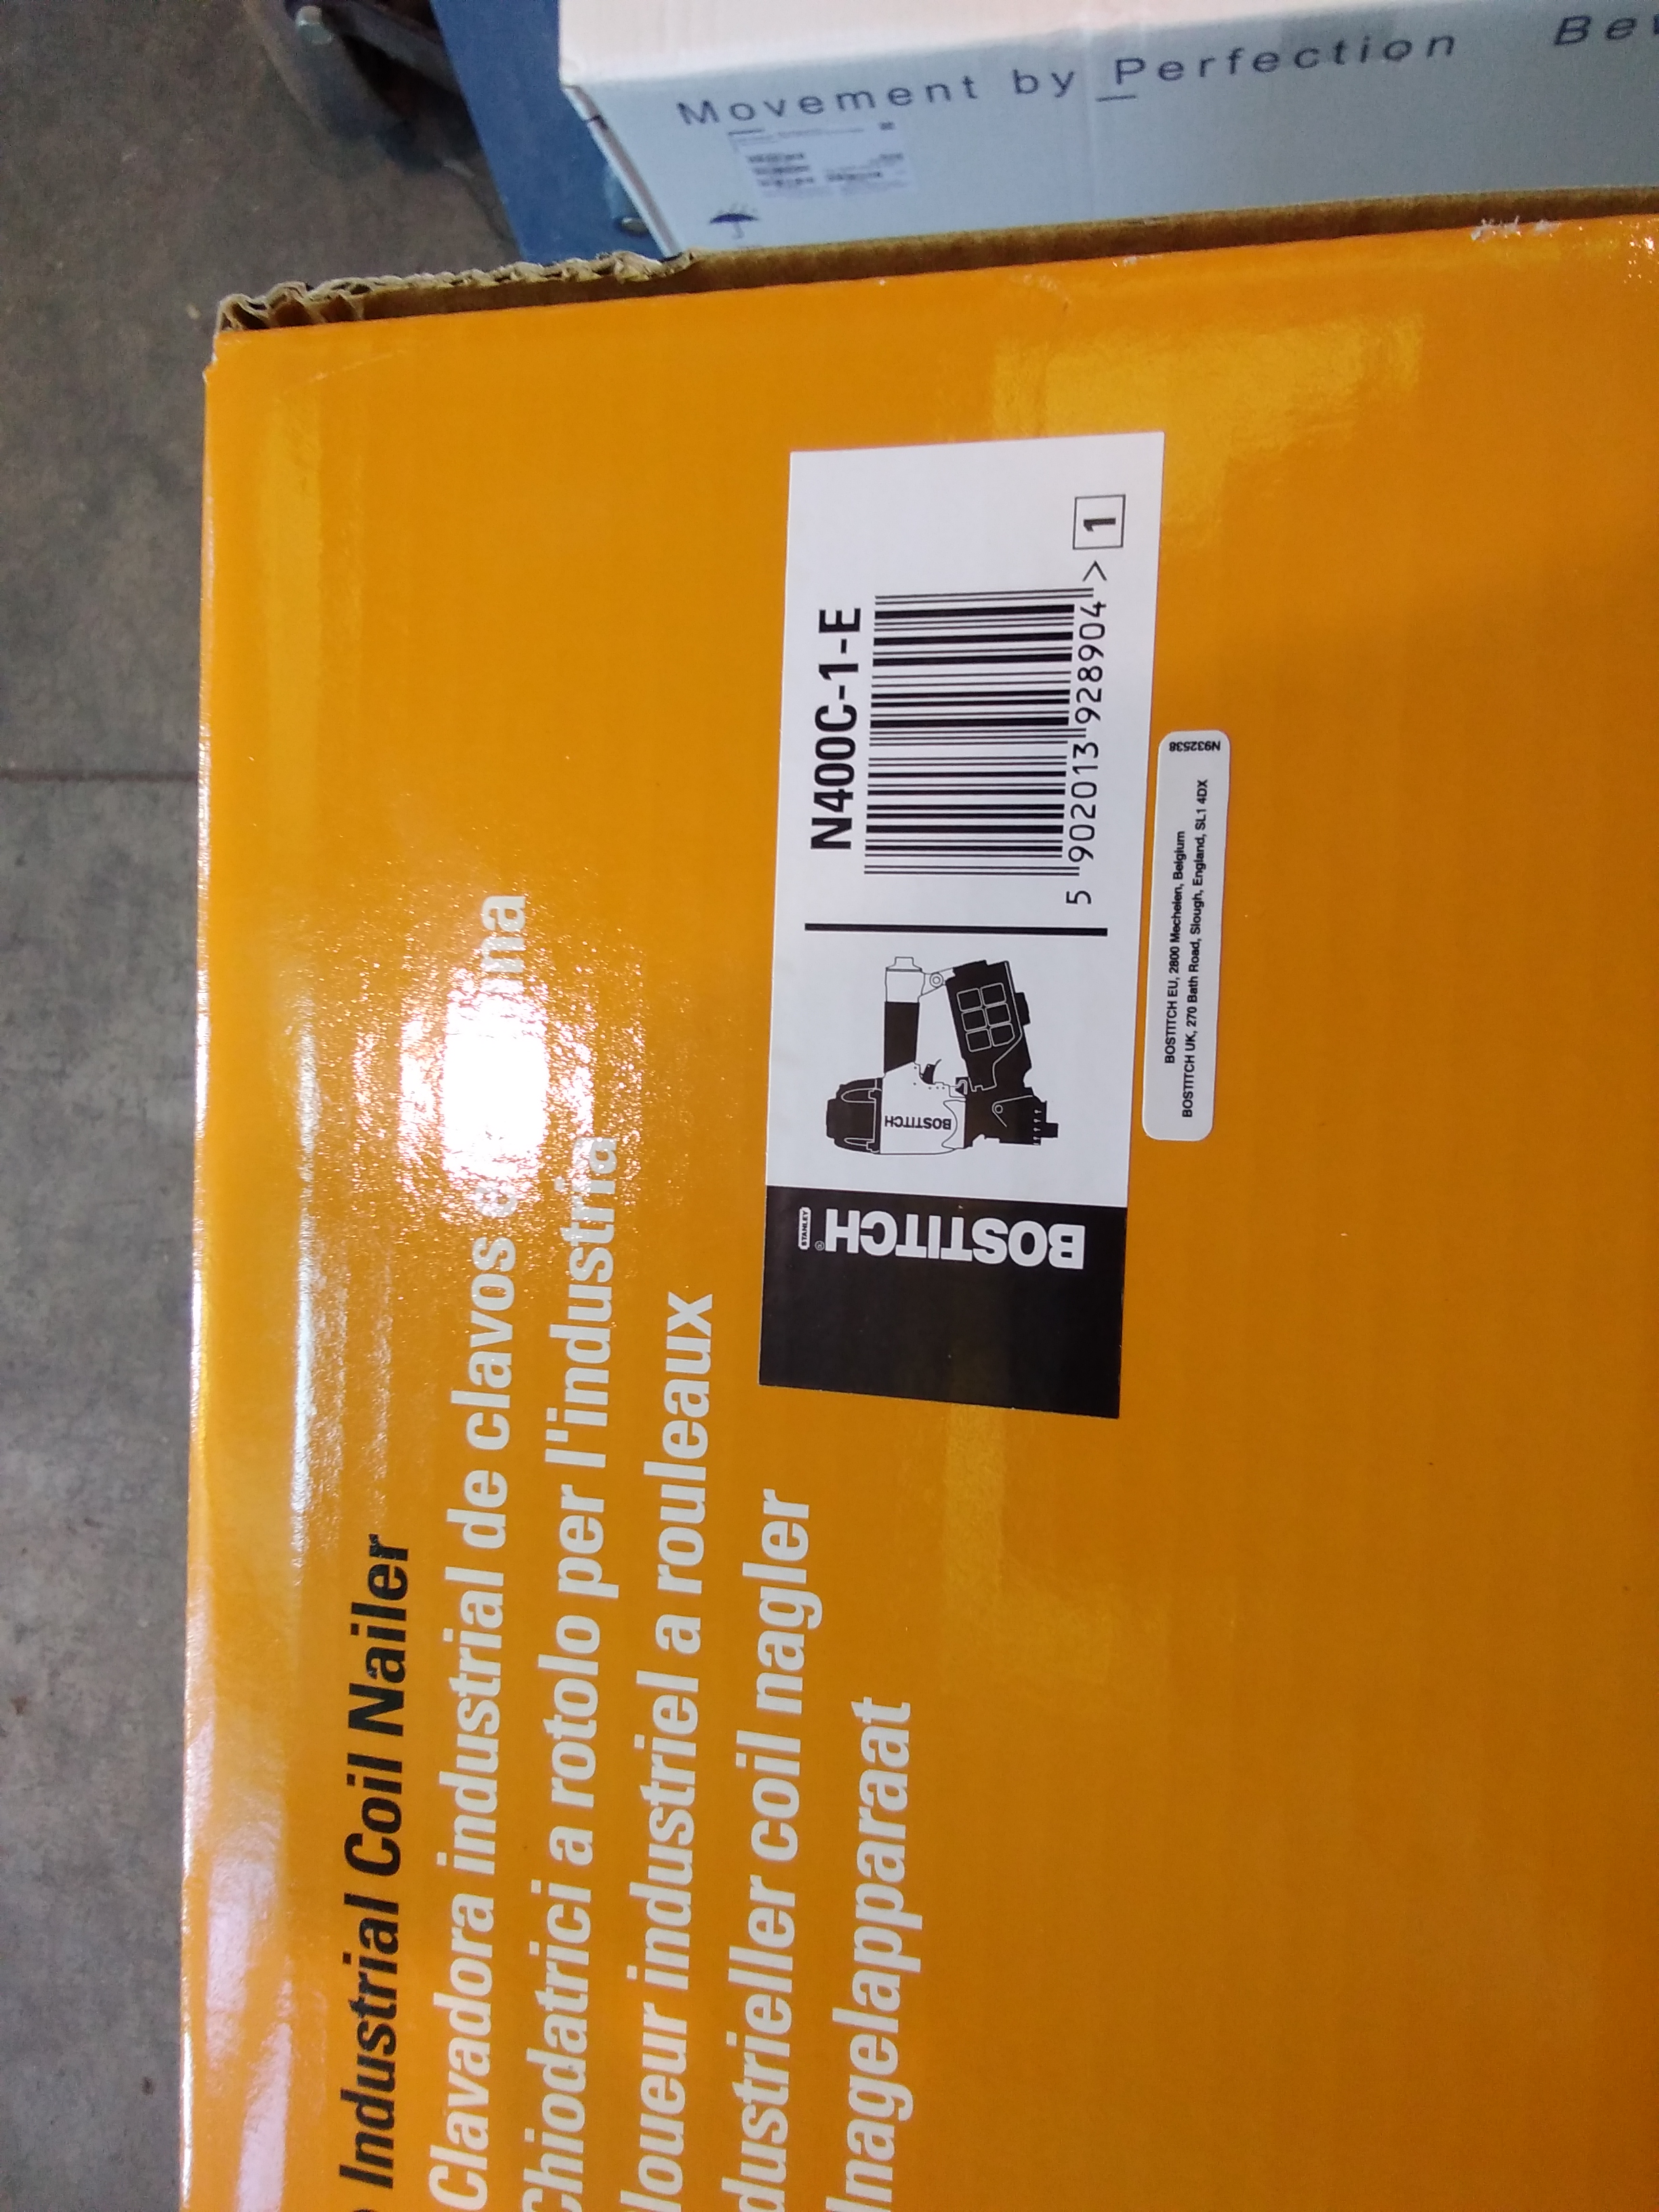 Movement by Perfection
Industrial Coil Nailer
Clavadora industrial de clavos
Chiodatrici a rotolo per l'industria
loueur industriel a rouleaux
dustrieller coil nagler
lnagelapparaat
STANLEY
BOSTITCH®
BOSTITCH
N400C-1-E
5 902013 928904 > 1
BOSTITCH EU, 2800 Mechelen, Belgium
BOSTITCH UK, 270 Bath Road, Slough, England, SL1 4DX
N932538